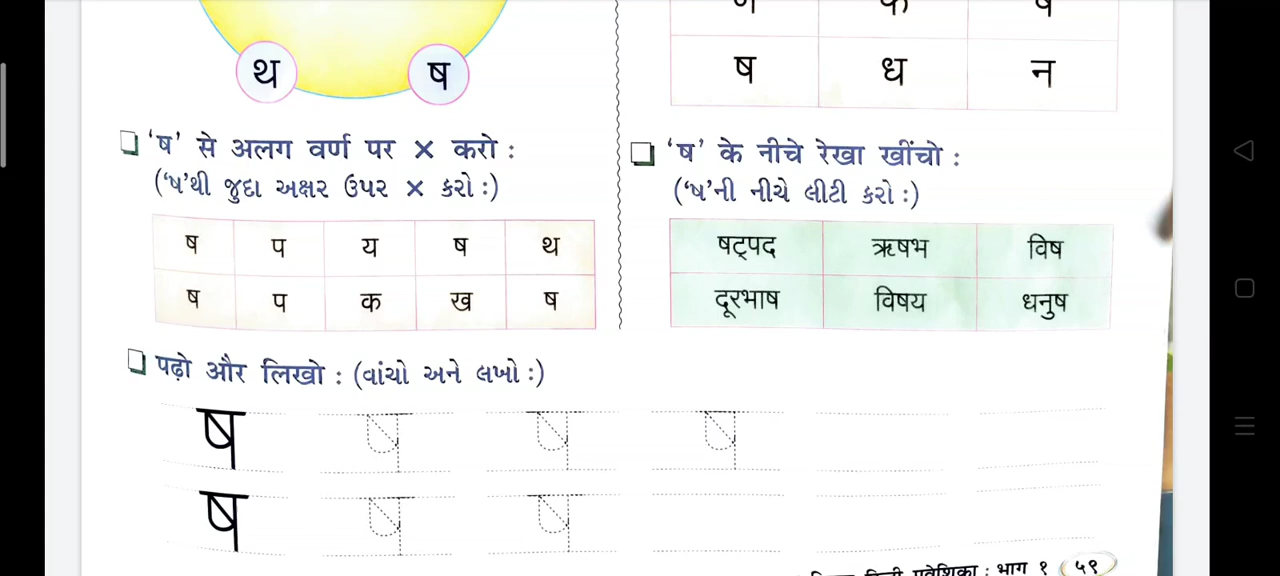 थ ष
ष ध न
'ष' से अलग वर्ण पर × करो :
('ષ'થી જુદા અક્ષર ઉપર × કરો :)
ष प य ष थ
ष प क ख ष
'ष' के नीचे रेखा खींचो :
('ષ'ની નીચે લીટી કરો :)
षट्पद ऋषभ विष
दूरभाष विषय धनुष
पढ़ो और लिखो : (વાંચો અને લખો :)
ष ष ष ष
ष ष ष
प्रवेशिका : भाग १ ५९